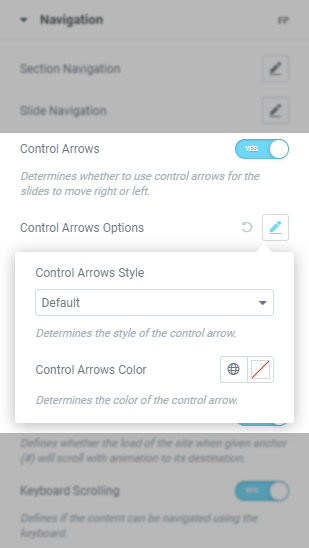 Navigation FP
Section Navigation
Slide Navigation
Control Arrows YES
Determines whether to use control arrows for the
slides to move right or left.
Control Arrows Options
Control Arrows Style
Default
Determines the style of the control arrow.
Control Arrows Color
Determines the color of the control arrow.
Defines whether the load of the site when given anchor
(#) will scroll with animation to its destination.
Keyboard Scrolling YES
Defines if the content can be navigated using the
keyboard.